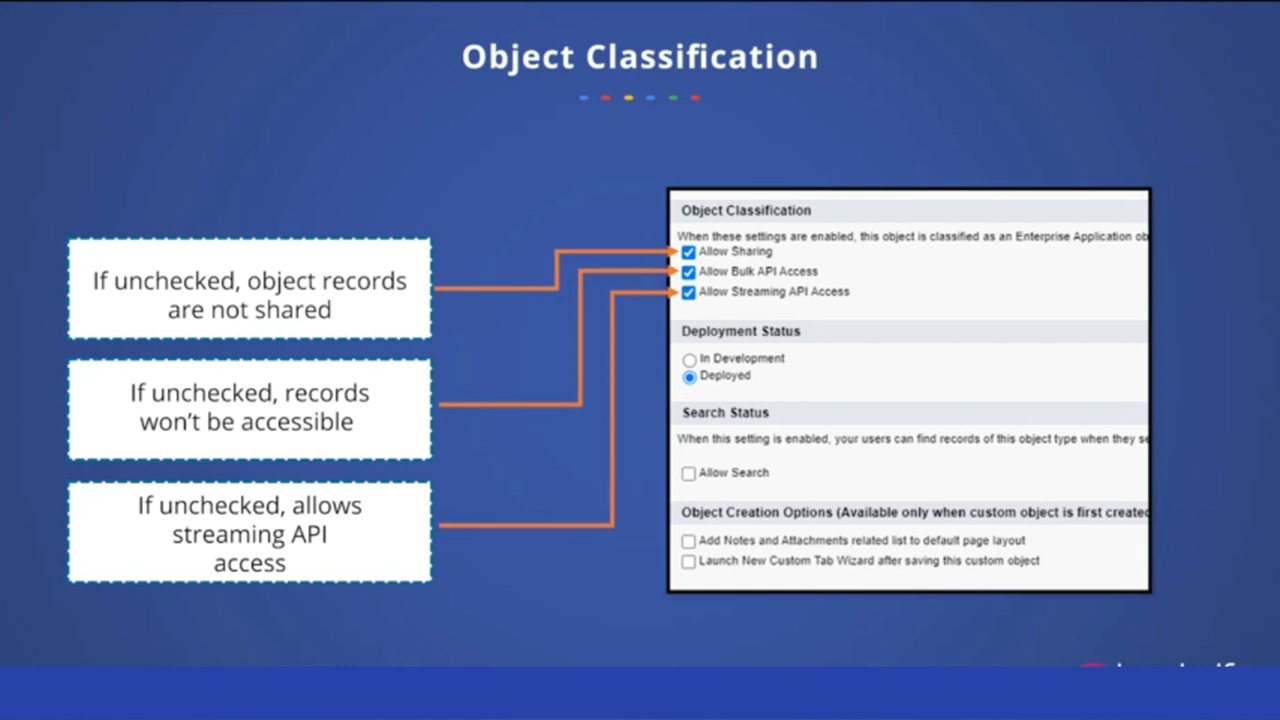 Object Classification
If unchecked, object records
are not shared
If unchecked, records
won't be accessible
If unchecked, allows
streaming API
access
Object Classification
When these settings are enabled, this object is classified as an Enterprise Application ob
Allow Sharing
Allow Bulk API Access
Allow Streaming API Access
Deployment Status
In Development
Deployed
Search Status
When this setting is enabled, your users can find records of this object type when they se
Allow Search
Object Creation Options (Available only when custom object is first created
Add Notes and Attachments related list to default page layout
Launch New Custom Tab Wizard after saving this custom object